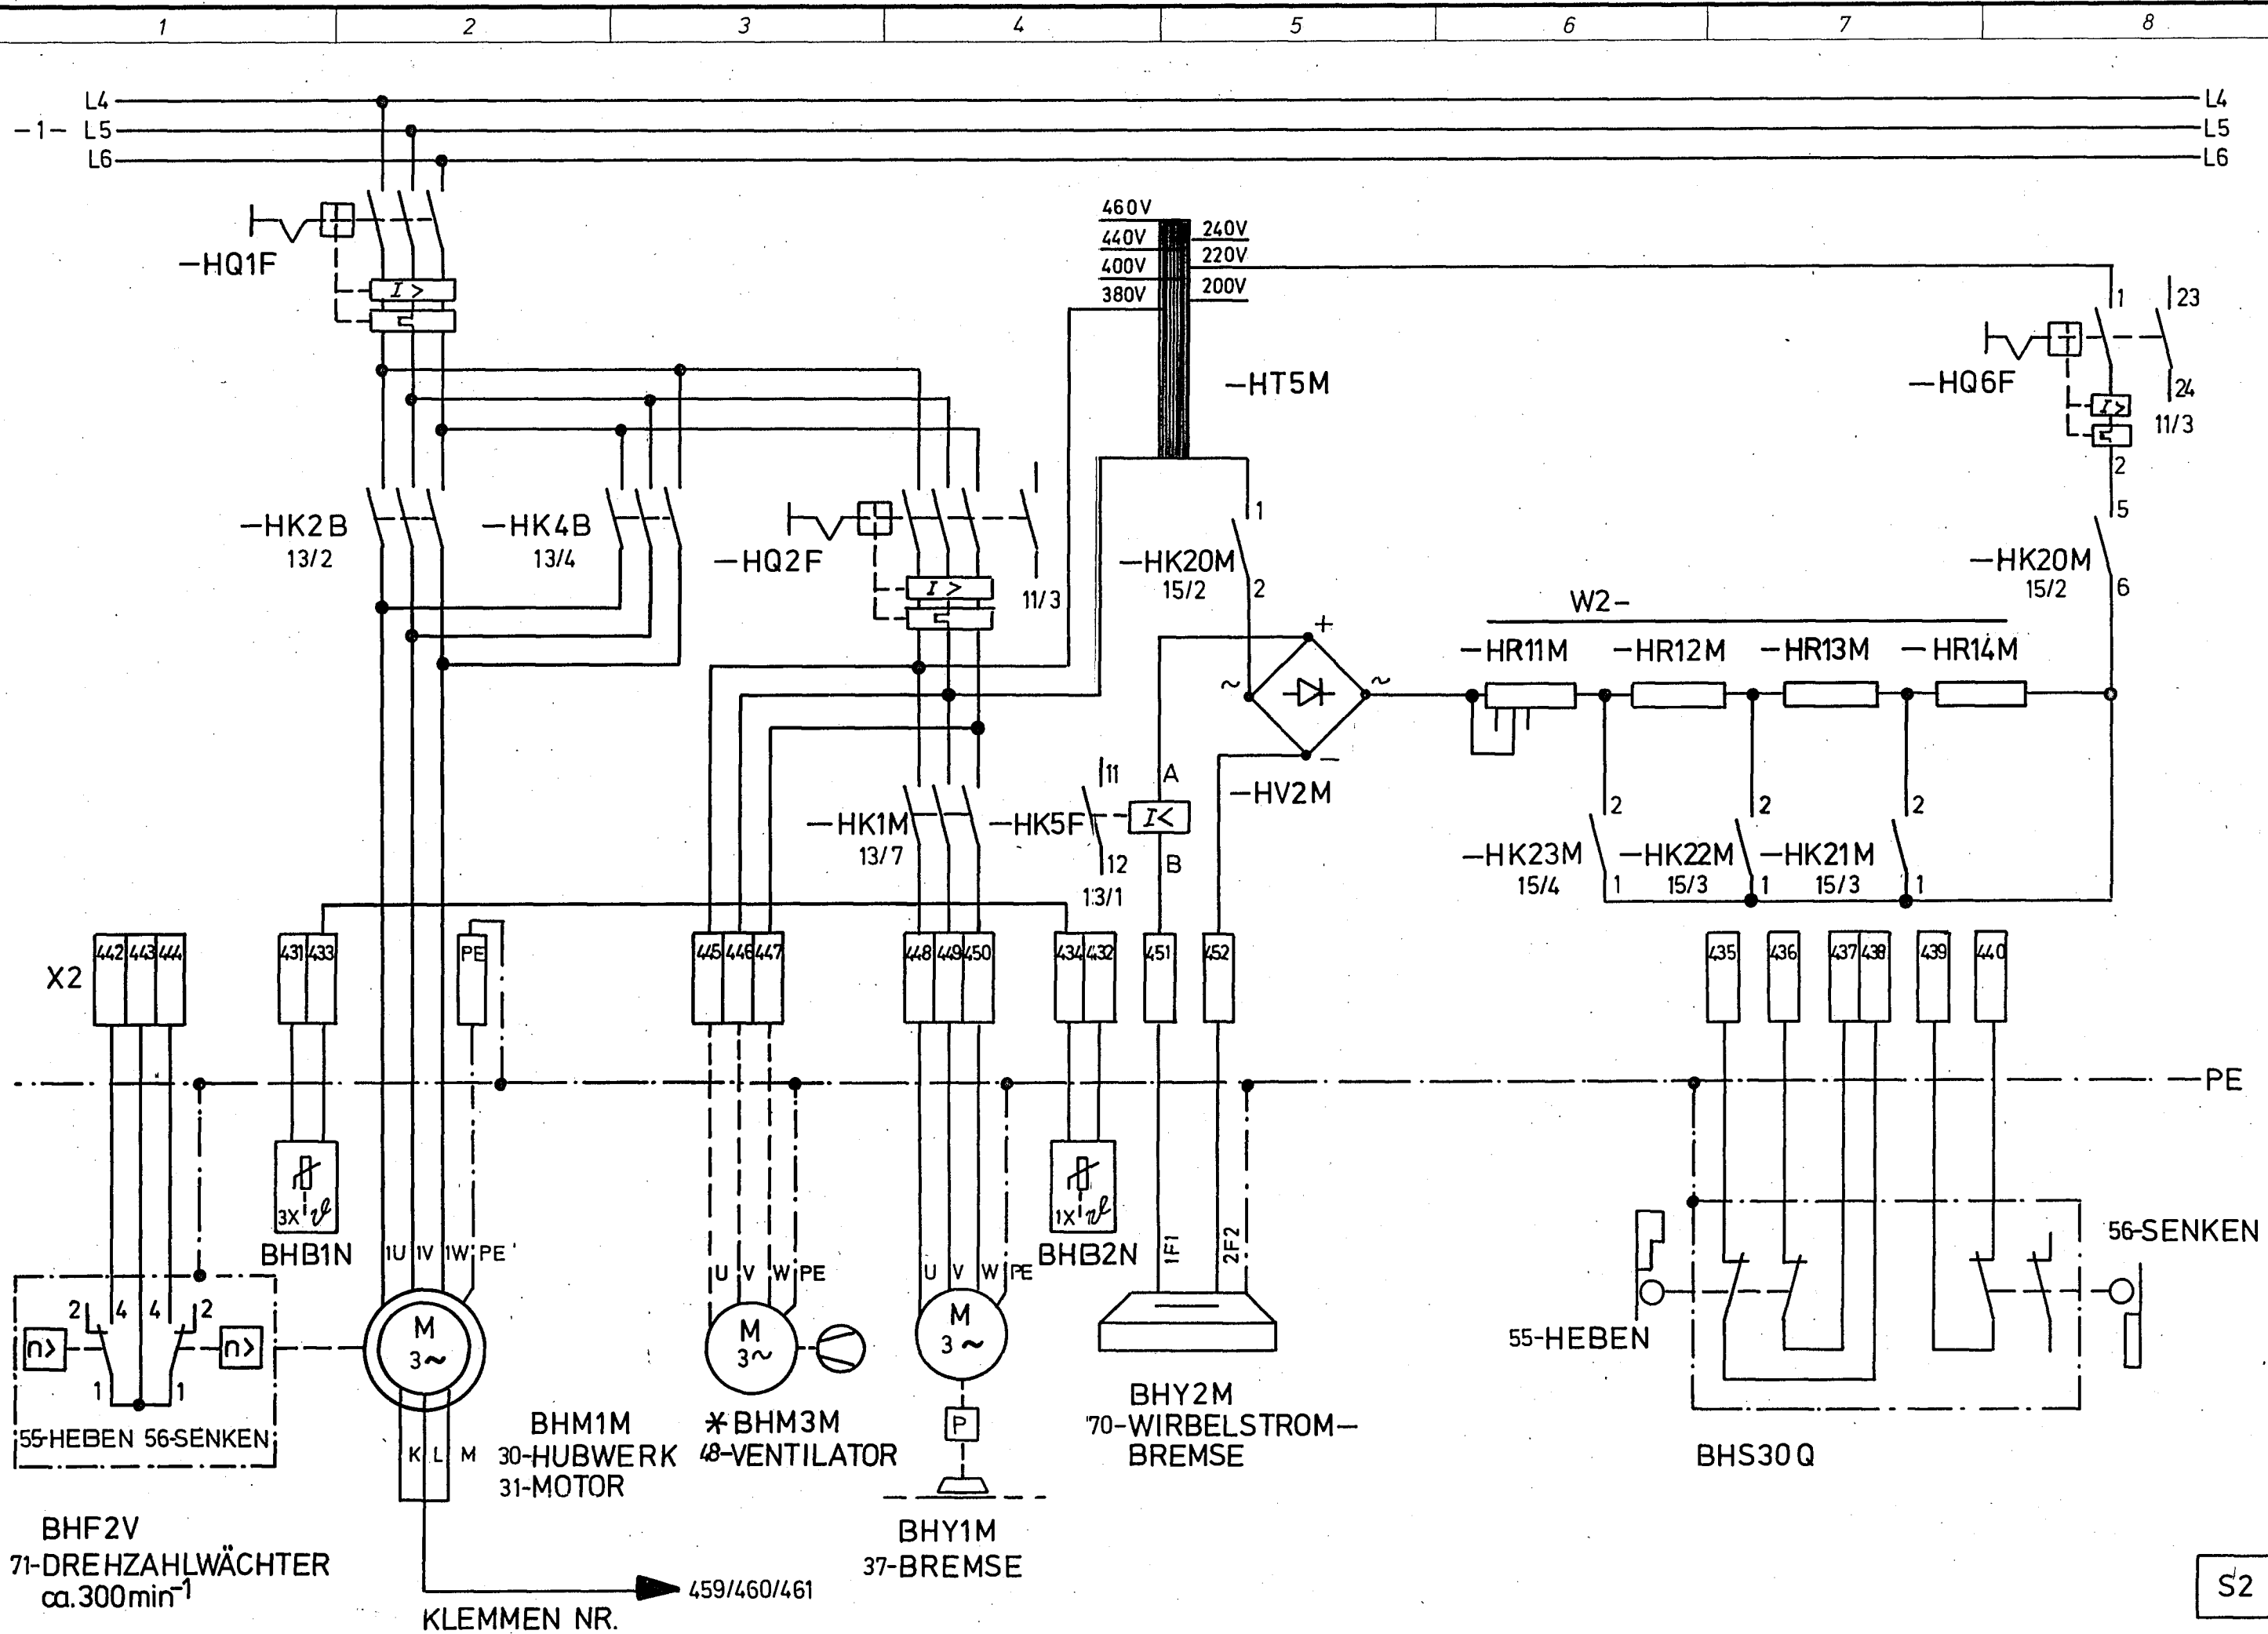 1 2 3 4 5 6 7 8
L4 L4
-1- L5 L5
L6 L6
-HQ1F
I >
460V
440V
400V
380V
240V
220V
200V
-HT5M
1 23
-HQ6F
24
I>
11/3
2
-HK2B
13/2
-HK4B
13/4
-HQ2F
I >
11/3
1
-HK20M
15/2
2
5
-HK20M
15/2
6
W2-
-HR11M -HR12M -HR13M -HR14M
+
~ ~
-
-HV2M
-HK1M
13/7
11
-HK5F
12
13/1
A
I<
B
2 2 2
-HK23M
15/4
1
-HK22M
15/3
1
-HK21M
15/3
1
X2
442 443 444 431 433 PE 445 446 447 448 449 450 434 432 451 452 435 436 437 438 439 440
PE
3X ϑ
BHB1N
1U 1V 1W PE
U V W PE
U V W PE
1X ϑ
BHB2N
1F1
2F2
56-SENKEN
55-HEBEN
2 4 4 2
n> n>
1 1
55-HEBEN 56-SENKEN
M
3~
M
3~
M
3~
P
K L M
BHM1M
30-HUBWERK
31-MOTOR
*BHM3M
48-VENTILATOR
BHY2M
70-WIRBELSTROM-
BREMSE
BHS30Q
BHF2V
71-DREHZAHLWÄCHTER
ca.300min⁻¹
BHY1M
37-BREMSE
459/460/461
KLEMMEN NR.
S2